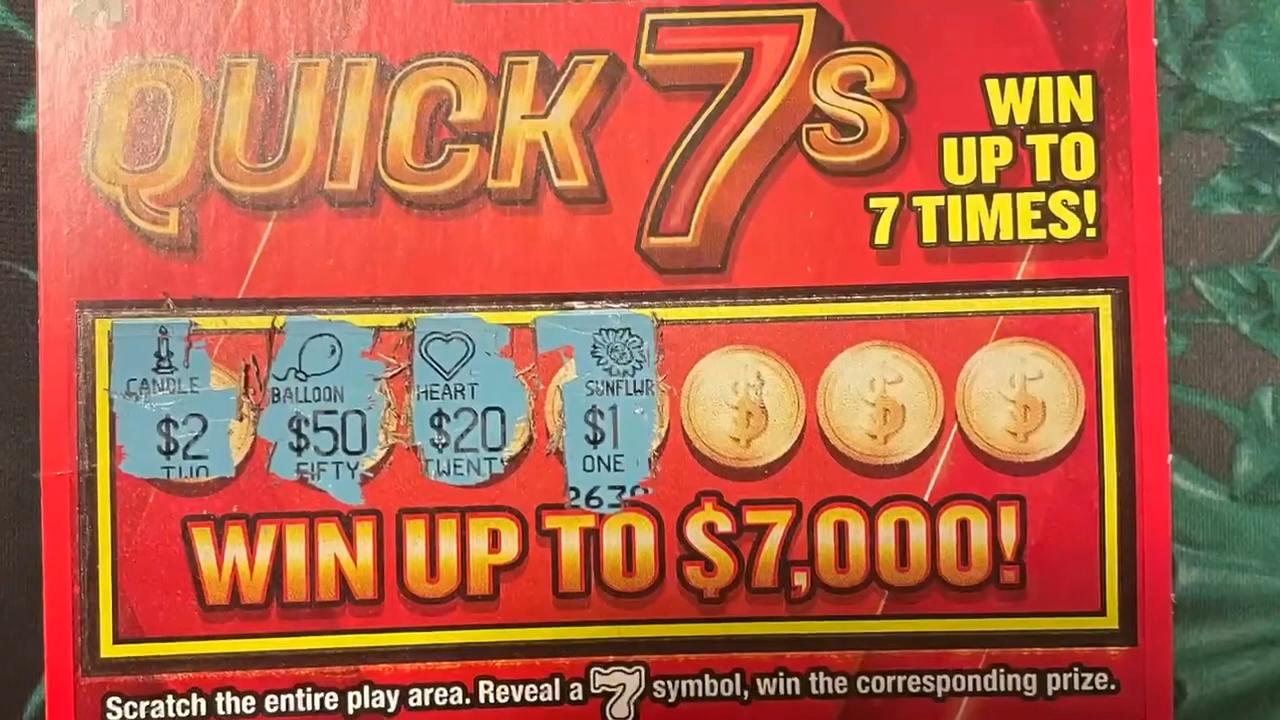 QUICK 7s
WIN
UP TO
7 TIMES!
CANDLE BALLOON HEART SUNFLWR
$2 $50 $20 $1
TWO FIFTY TWENTY ONE
WIN UP TO $7,000!
Scratch the entire play area. Reveal a 7 symbol, win the corresponding prize.